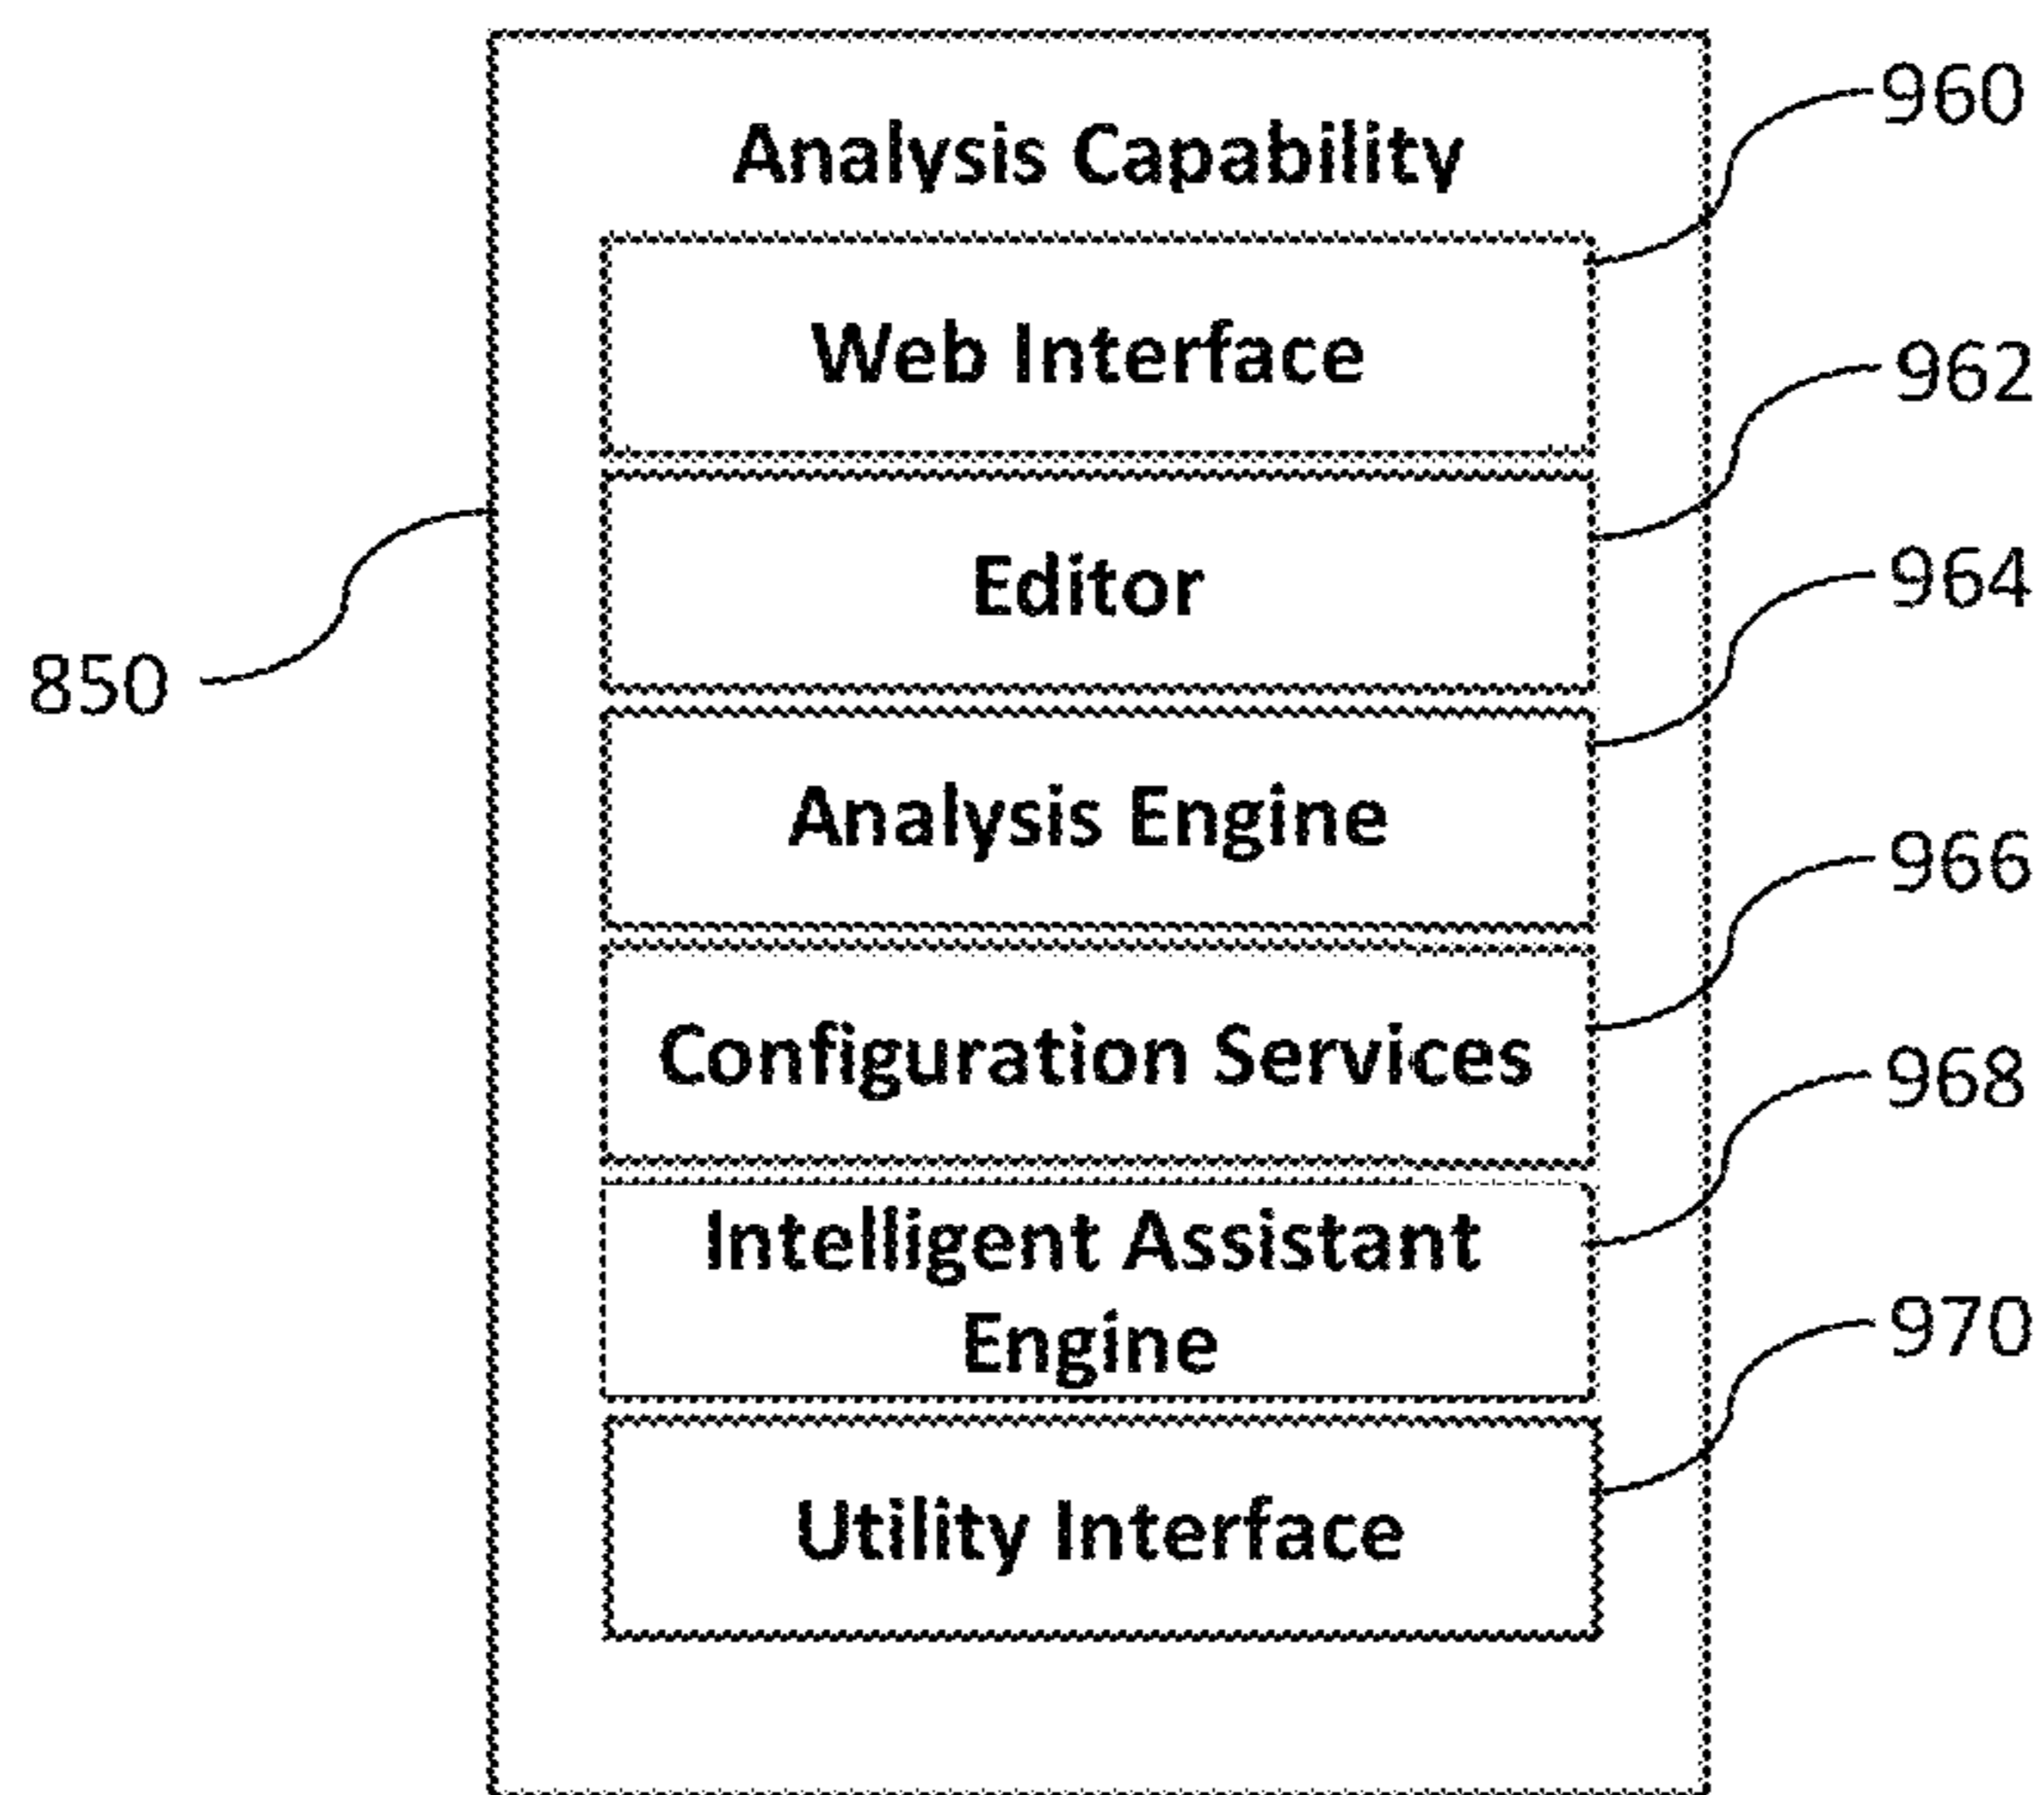 Analysis Capability
960
Web Interface
962
Editor
964
850
Analysis Engine
966
Configuration Services
968
Intelligent Assistant
Engine
970
Utility Interface